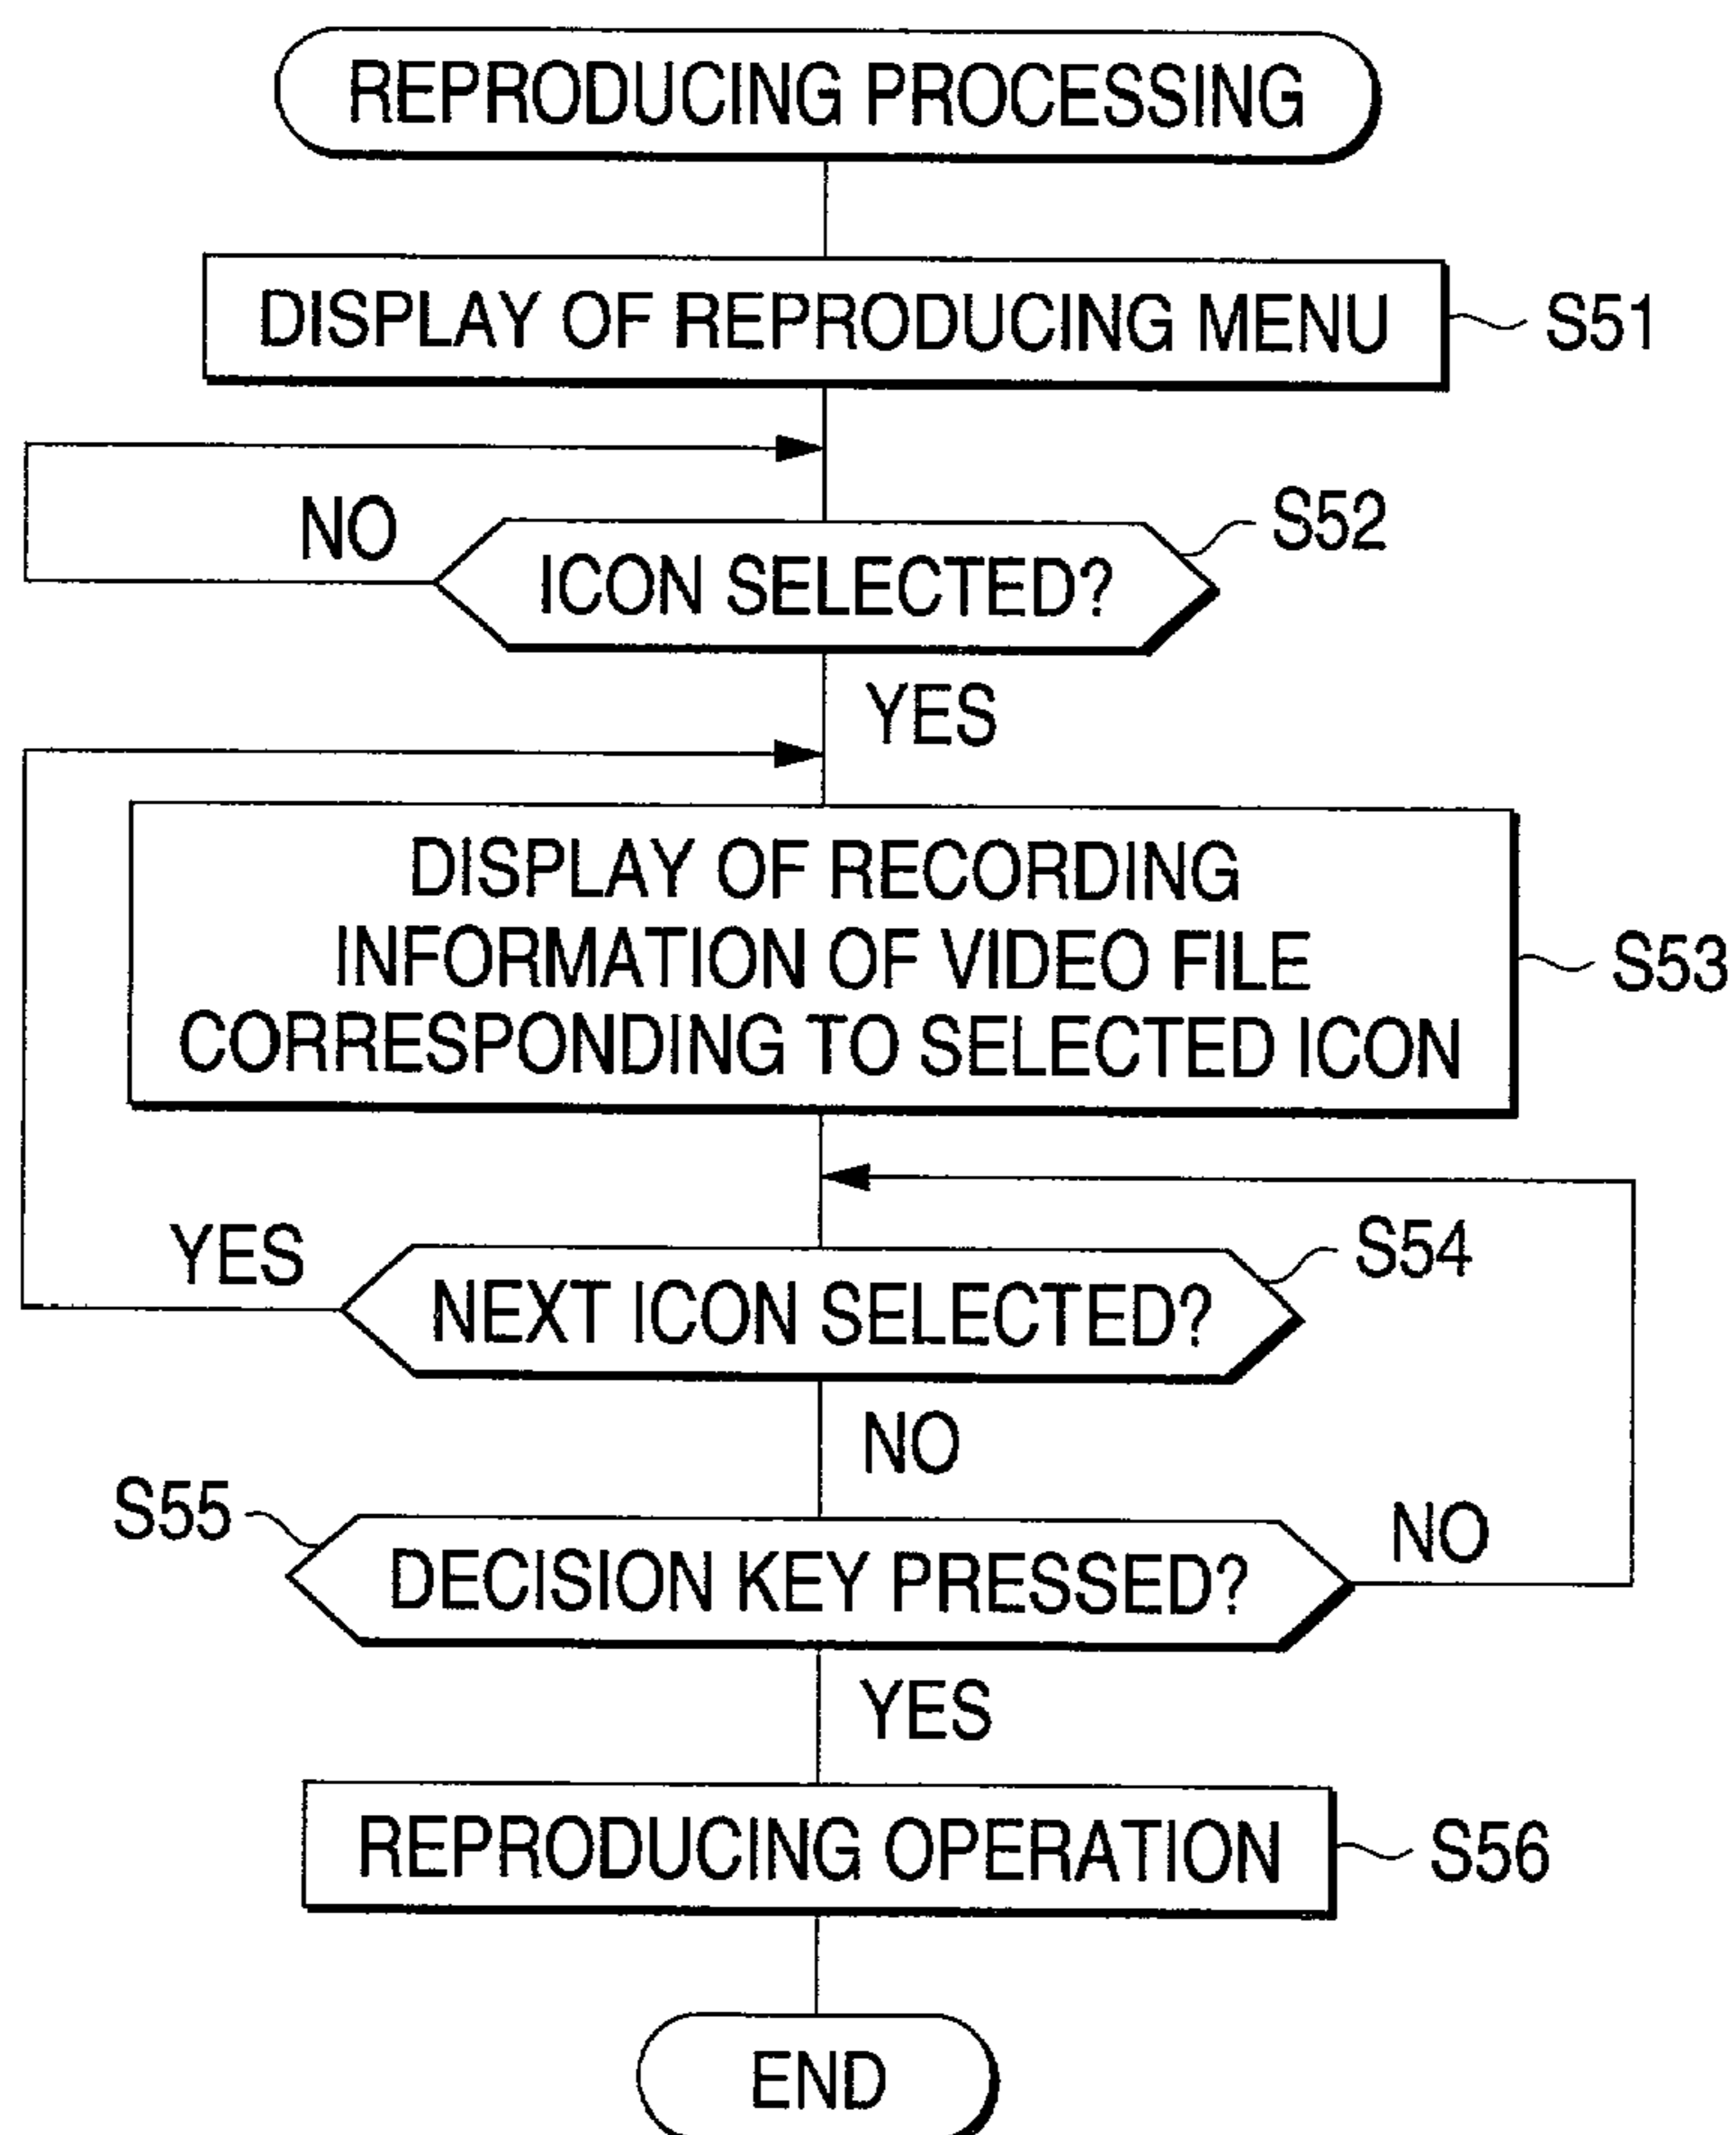 REPRODUCING PROCESSING
DISPLAY OF REPRODUCING MENU
S51
NO
S52
ICON SELECTED?
YES
DISPLAY OF RECORDING
INFORMATION OF VIDEO FILE
CORRESPONDING TO SELECTED ICON
S53
YES
S54
NEXT ICON SELECTED?
NO
S55
DECISION KEY PRESSED?
NO
YES
REPRODUCING OPERATION
S56
END